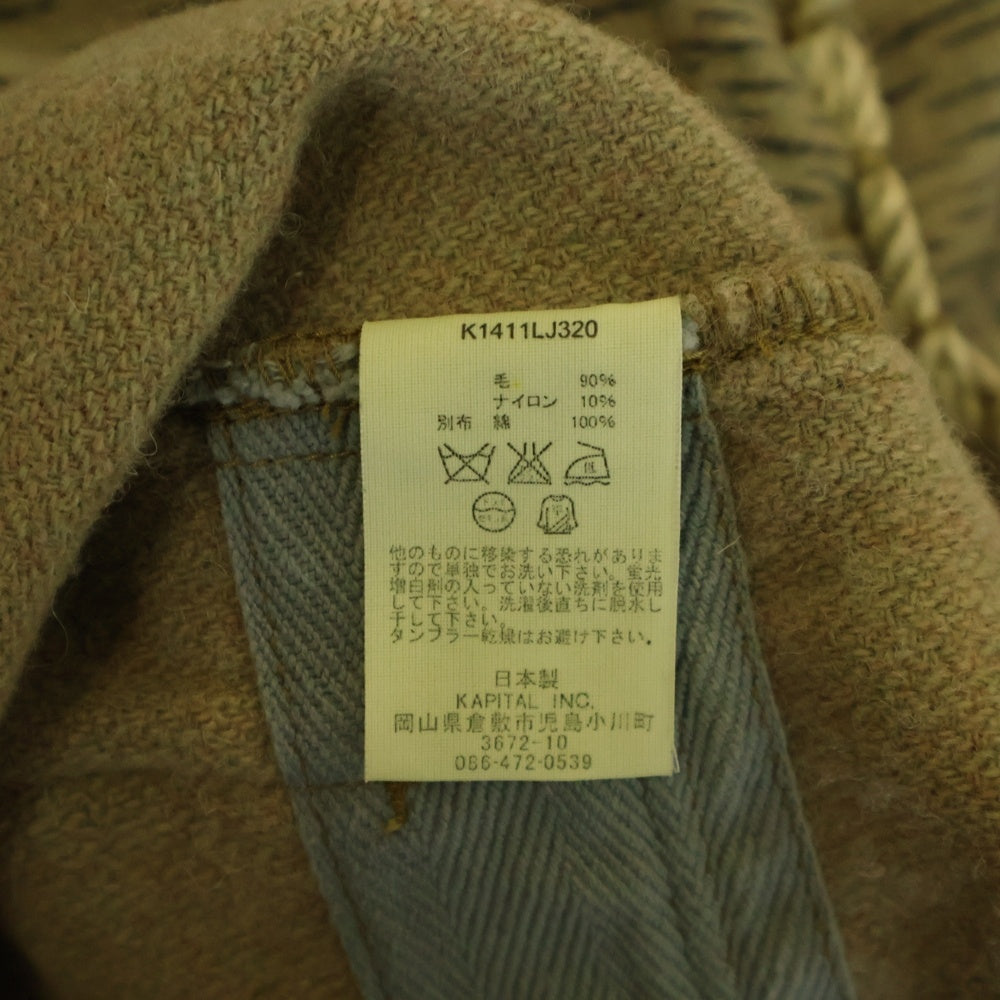 K1411LJ320
毛 90%
ナイロン 10%
別布 綿 100%
他のものに移染する恐れがありま
すので単独でお洗い下さい。蛍光
増白剤の入っていない洗剤を使用
して下さい。洗濯後直ちに脱水し
干して下さい。
タンブラー乾燥はお避け下さい。
日本製
KAPITAL INC.
岡山県倉敷市児島小川町
3672-10
086-472-0539